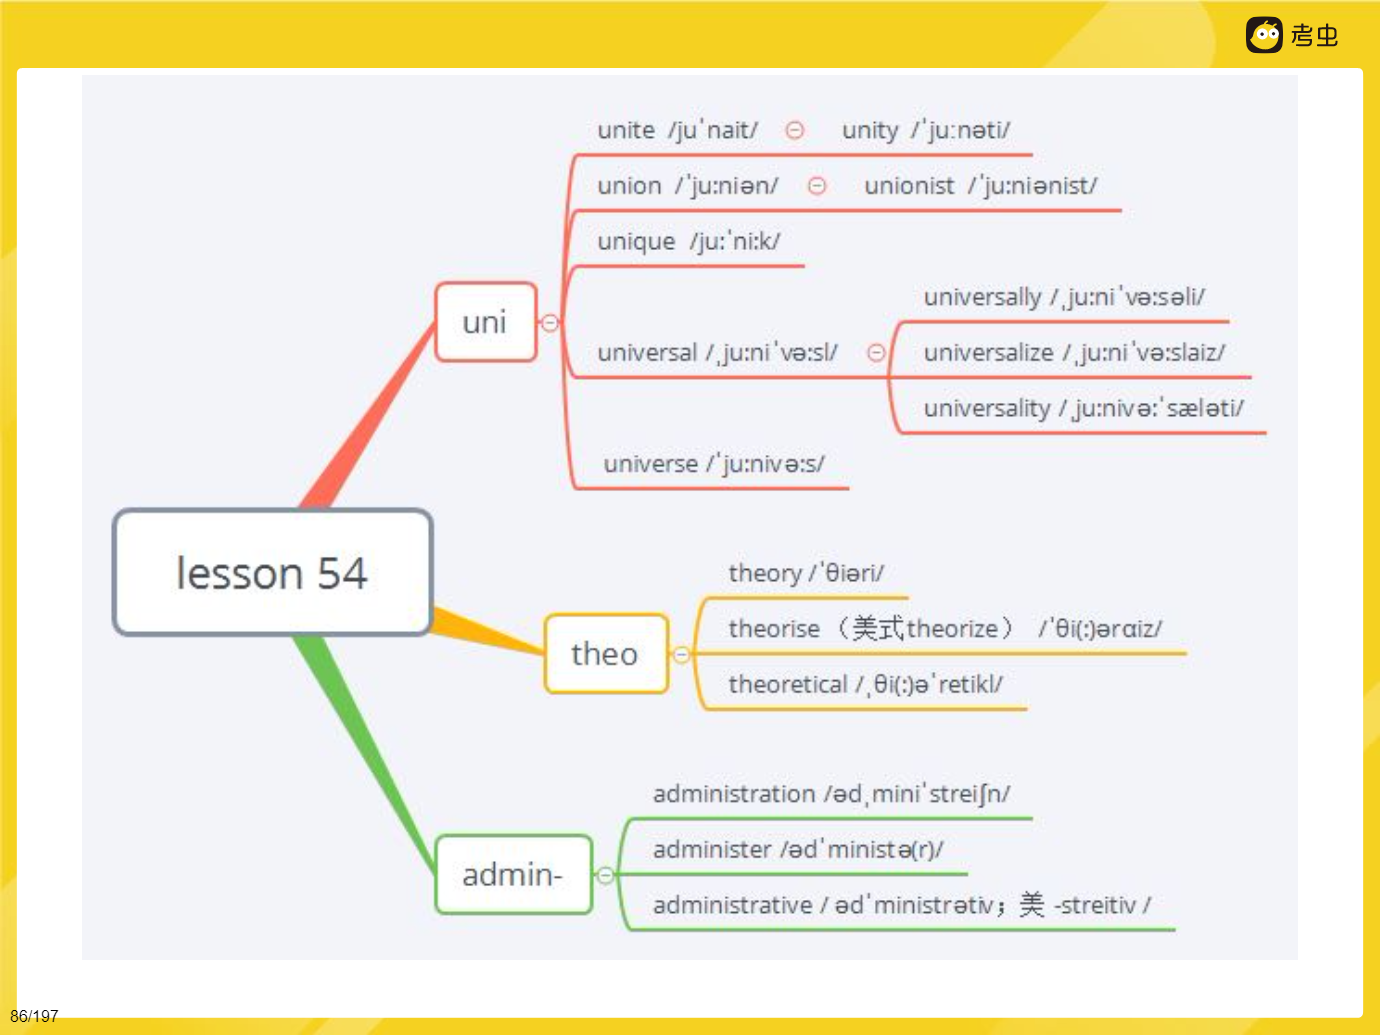 考虫
unite /juˈnait/ unity /ˈjuːnəti/
union /ˈju:niən/ unionist /ˈju:niənist/
unique /ju:ˈni:k/
universally /ˌju:niˈvə:səli/
uni
universal /ˌju:niˈvə:sl/ universalize /ˌju:niˈvə:slaiz/
universality /ˌju:nivə:ˈsæləti/
universe /ˈju:nivə:s/
lesson 54
theory /ˈθiəri/
theorise （美式theorize） /ˈθi(:)ərɑiz/
theo
theoretical /ˌθi(:)əˈretikl/
administration /ədˌminiˈstreiʃn/
administer /ədˈministə(r)/
admin-
administrative / ədˈministrətiv；美 -streitiv /
86/197